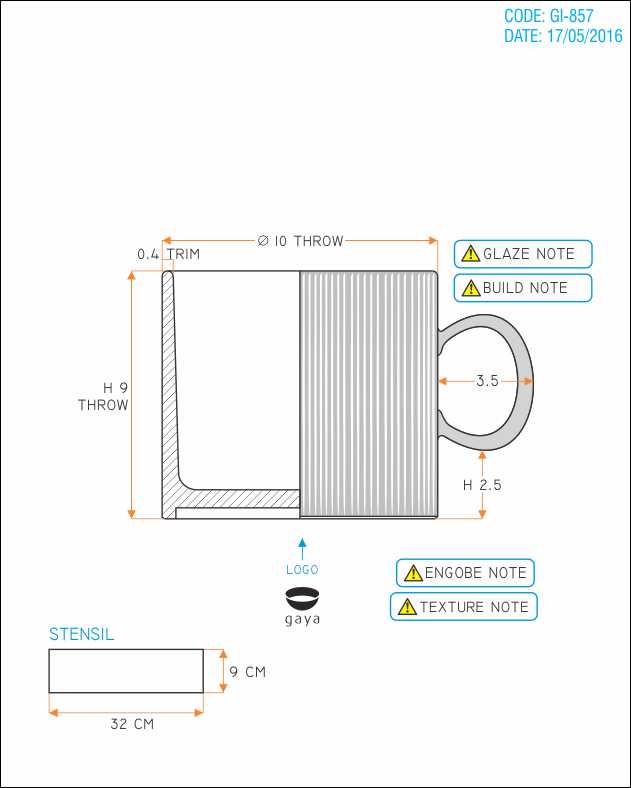 CODE: GI-857
DATE: 17/05/2016
Ø 10 THROW
0.4 TRIM
GLAZE NOTE
BUILD NOTE
H 9
THROW
3.5
H 2.5
LOGO
gaya
ENGOBE NOTE
TEXTURE NOTE
STENSIL
9 CM
32 CM